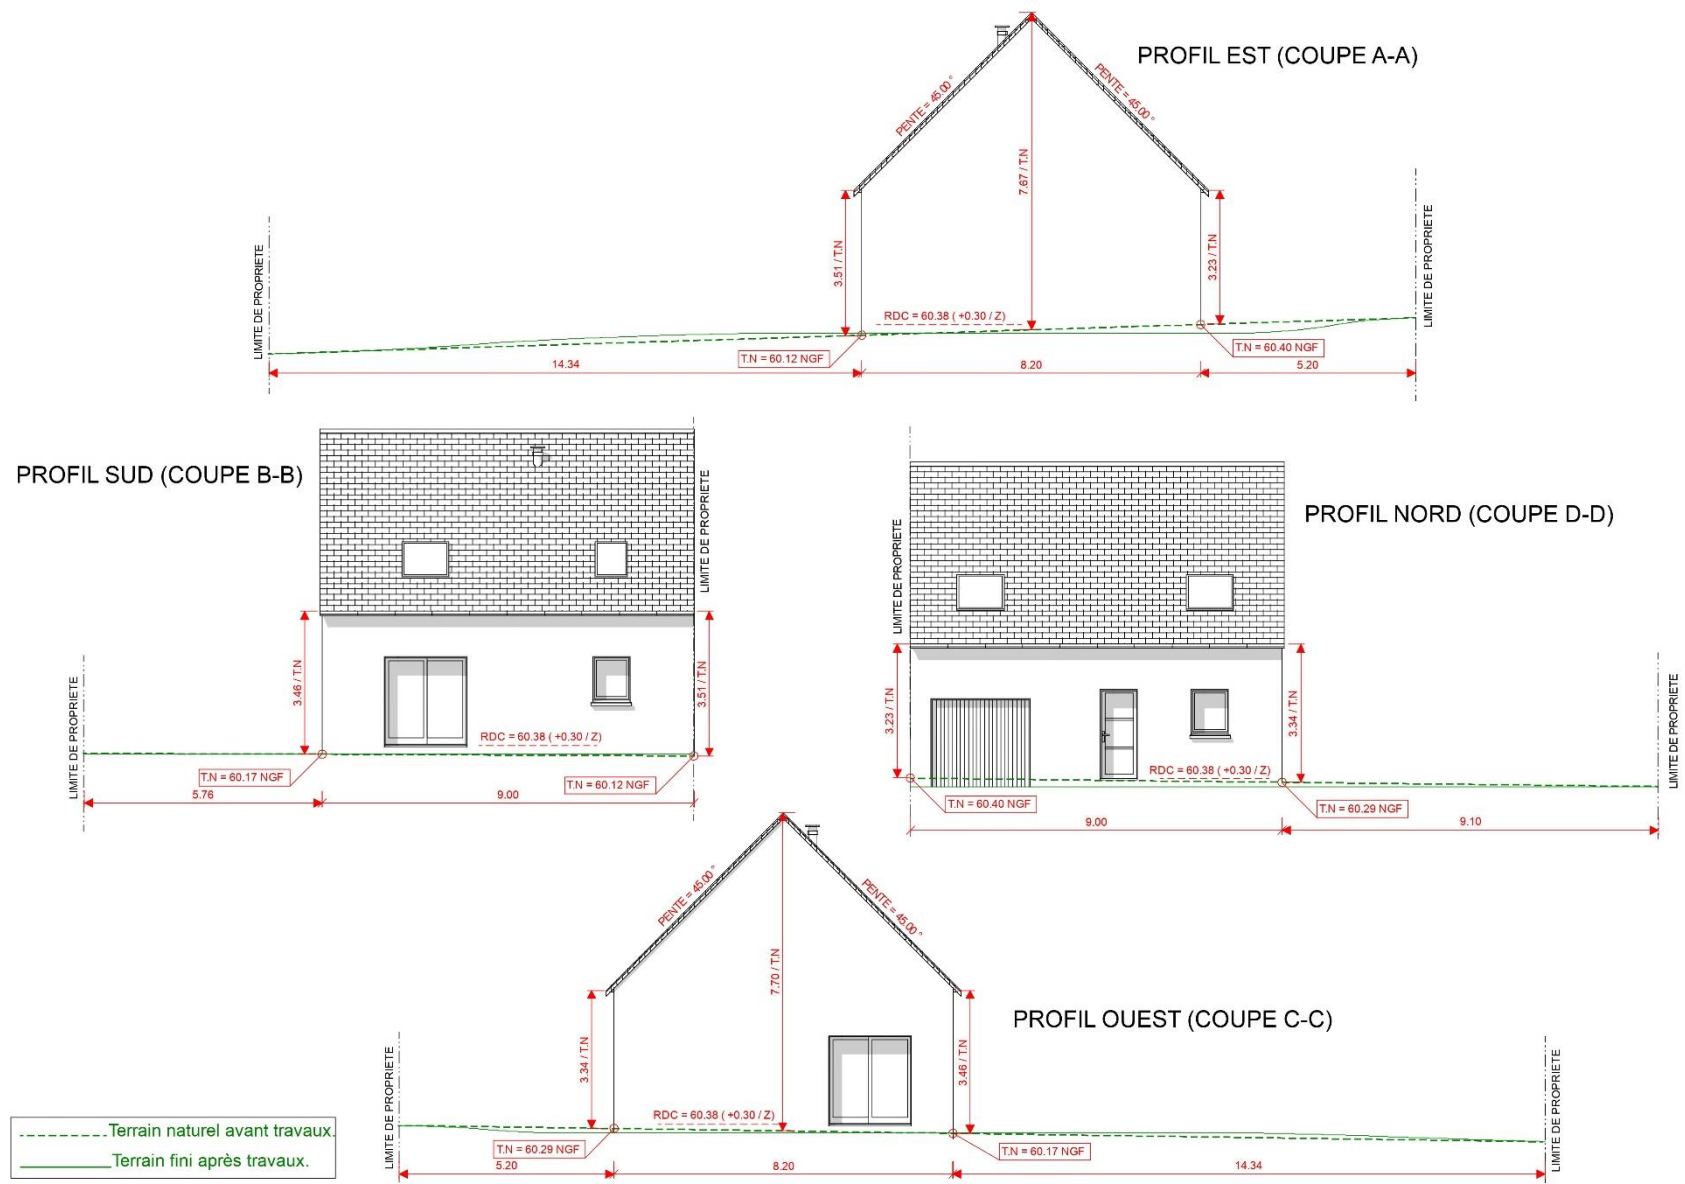 PROFIL EST (COUPE A-A)
PENTE = 45.00 °
PENTE = 45.00 °
7.67 / T.N
3.51 / T.N
3.23 / T.N
LIMITE DE PROPRIETE
LIMITE DE PROPRIETE
RDC = 60.38 ( +0.30 / Z)
T.N = 60.12 NGF
T.N = 60.40 NGF
14.34
8.20
5.20
PROFIL SUD (COUPE B-B)
LIMITE DE PROPRIETE
LIMITE DE PROPRIETE
3.46 / T.N
3.51 / T.N
RDC = 60.38 ( +0.30 / Z)
T.N = 60.17 NGF
T.N = 60.12 NGF
5.76
9.00
PROFIL NORD (COUPE D-D)
LIMITE DE PROPRIETE
LIMITE DE PROPRIETE
3.23 / T.N
3.34 / T.N
RDC = 60.38 ( +0.30 / Z)
T.N = 60.40 NGF
T.N = 60.29 NGF
9.00
9.10
PENTE = 45.00 °
PENTE = 45.00 °
7.70 / T.N
PROFIL OUEST (COUPE C-C)
3.34 / T.N
3.46 / T.N
LIMITE DE PROPRIETE
LIMITE DE PROPRIETE
RDC = 60.38 ( +0.30 / Z)
T.N = 60.29 NGF
T.N = 60.17 NGF
5.20
8.20
14.34
Terrain naturel avant travaux.
Terrain fini après travaux.